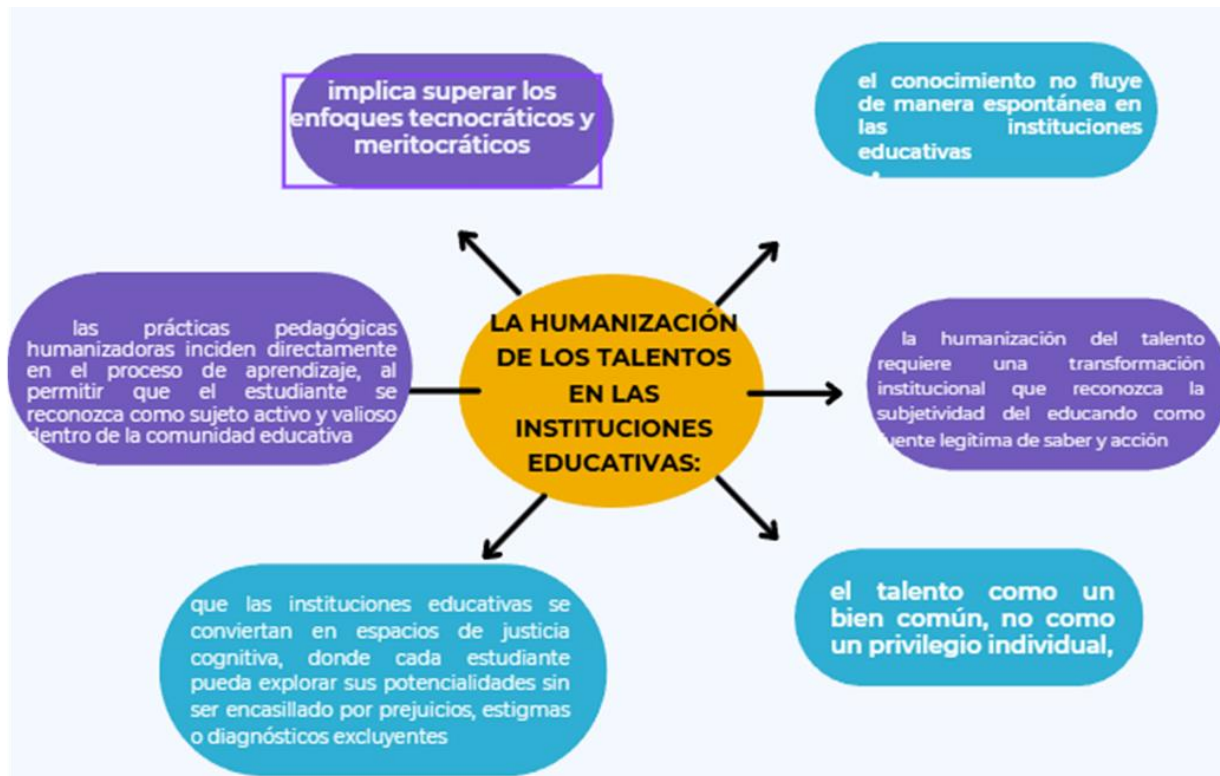 implica superar los
enfoques tecnocráticos y
meritocráticos
el conocimiento no fluye
de manera espontánea en
las instituciones
educativas
las prácticas pedagógicas
humanizadoras inciden directamente
en el proceso de aprendizaje, al
permitir que el estudiante se
reconozca como sujeto activo y valioso
dentro de la comunidad educativa
LA HUMANIZACIÓN
DE LOS TALENTOS
EN LAS
INSTITUCIONES
EDUCATIVAS:
la humanización del talento
requiere una transformación
institucional que reconozca la
subjetividad del educando como
fuente legítima de saber y acción
que las instituciones educativas se
conviertan en espacios de justicia
cognitiva, donde cada estudiante
pueda explorar sus potencialidades sin
ser encasillado por prejuicios, estigmas
o diagnósticos excluyentes
el talento como un
bien común, no como
un privilegio individual,